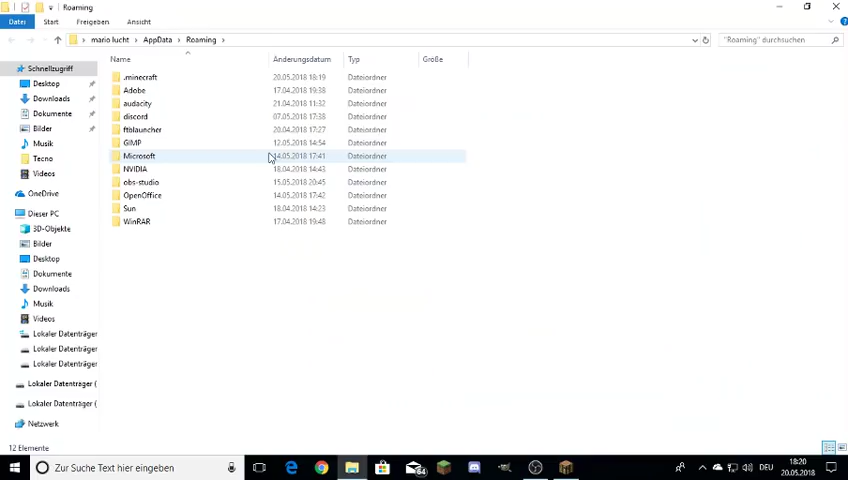 Roaming
Datei Start Freigeben Ansicht
mario lucht AppData Roaming "Roaming" durchsuchen
Name Änderungsdatum Typ Größe
Schnellzugriff
Desktop
Downloads
Dokumente
Bilder
Musik
Tecno
Videos
OneDrive
Dieser PC
3D-Objekte
Bilder
Desktop
Dokumente
Downloads
Musik
Videos
Lokaler Datenträger
Lokaler Datenträger
Lokaler Datenträger
Lokaler Datenträger (
Lokaler Datenträger (
Netzwerk
.minecraft 20.05.2018 18:19 Dateiordner
Adobe 17.04.2018 19:38 Dateiordner
audacity 21.04.2018 11:32 Dateiordner
discord 07.05.2018 17:38 Dateiordner
ftblauncher 20.04.2018 17:27 Dateiordner
GIMP 12.05.2018 14:54 Dateiordner
Microsoft 14.05.2018 17:41 Dateiordner
NVIDIA 18.04.2018 14:43 Dateiordner
obs-studio 15.05.2018 20:45 Dateiordner
OpenOffice 14.05.2018 17:42 Dateiordner
Sun 18.04.2018 14:23 Dateiordner
WinRAR 17.04.2018 19:48 Dateiordner
12 Elemente
Zur Suche Text hier eingeben 64 DEU 18:20
20.05.2018